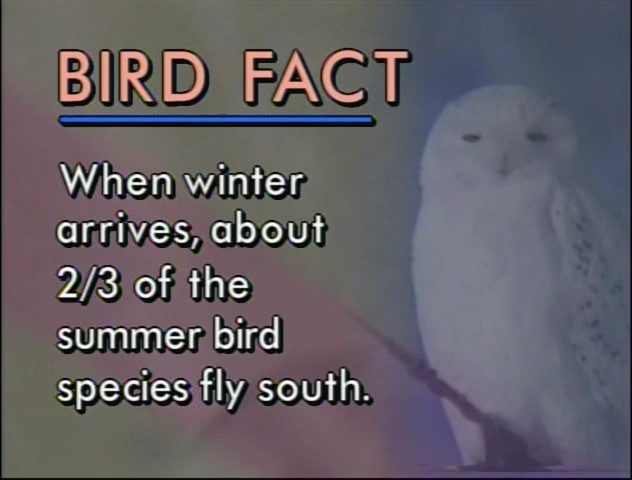 BIRD FACT
When winter
arrives, about
2/3 of the
summer bird
species fly south.